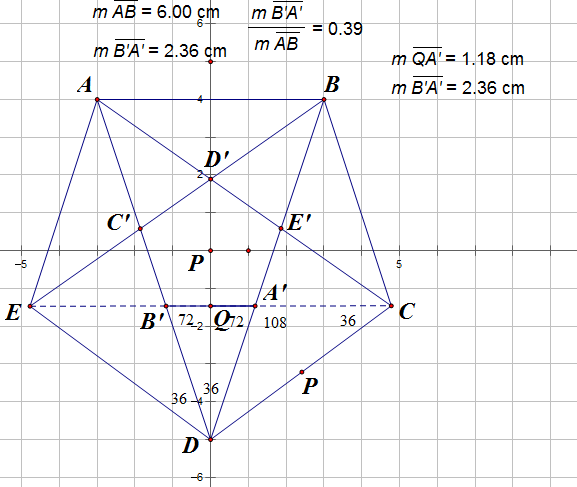 m AB = 6.00 cm
m B'A' = 2.36 cm
m B'A'
m AB
= 0.39
m QA' = 1.18 cm
m B'A' = 2.36 cm
6
A
B
4
D'
2
C'
E'
-5
P
5
E
B'
72
-2
Q
72
A'
108
36
C
36
36
-4
P
D
-6